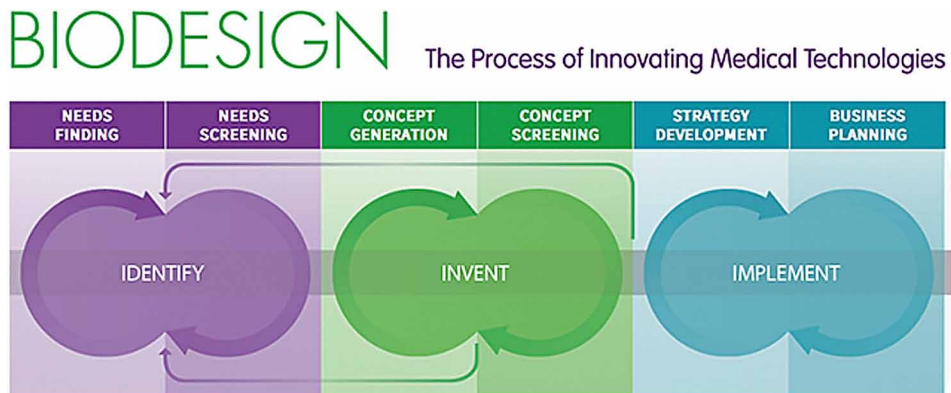 BIODESIGN The Process of Innovating Medical Technologies
NEEDS
FINDING
NEEDS
SCREENING
CONCEPT
GENERATION
CONCEPT
SCREENING
STRATEGY
DEVELOPMENT
BUSINESS
PLANNING
IDENTIFY
INVENT
IMPLEMENT